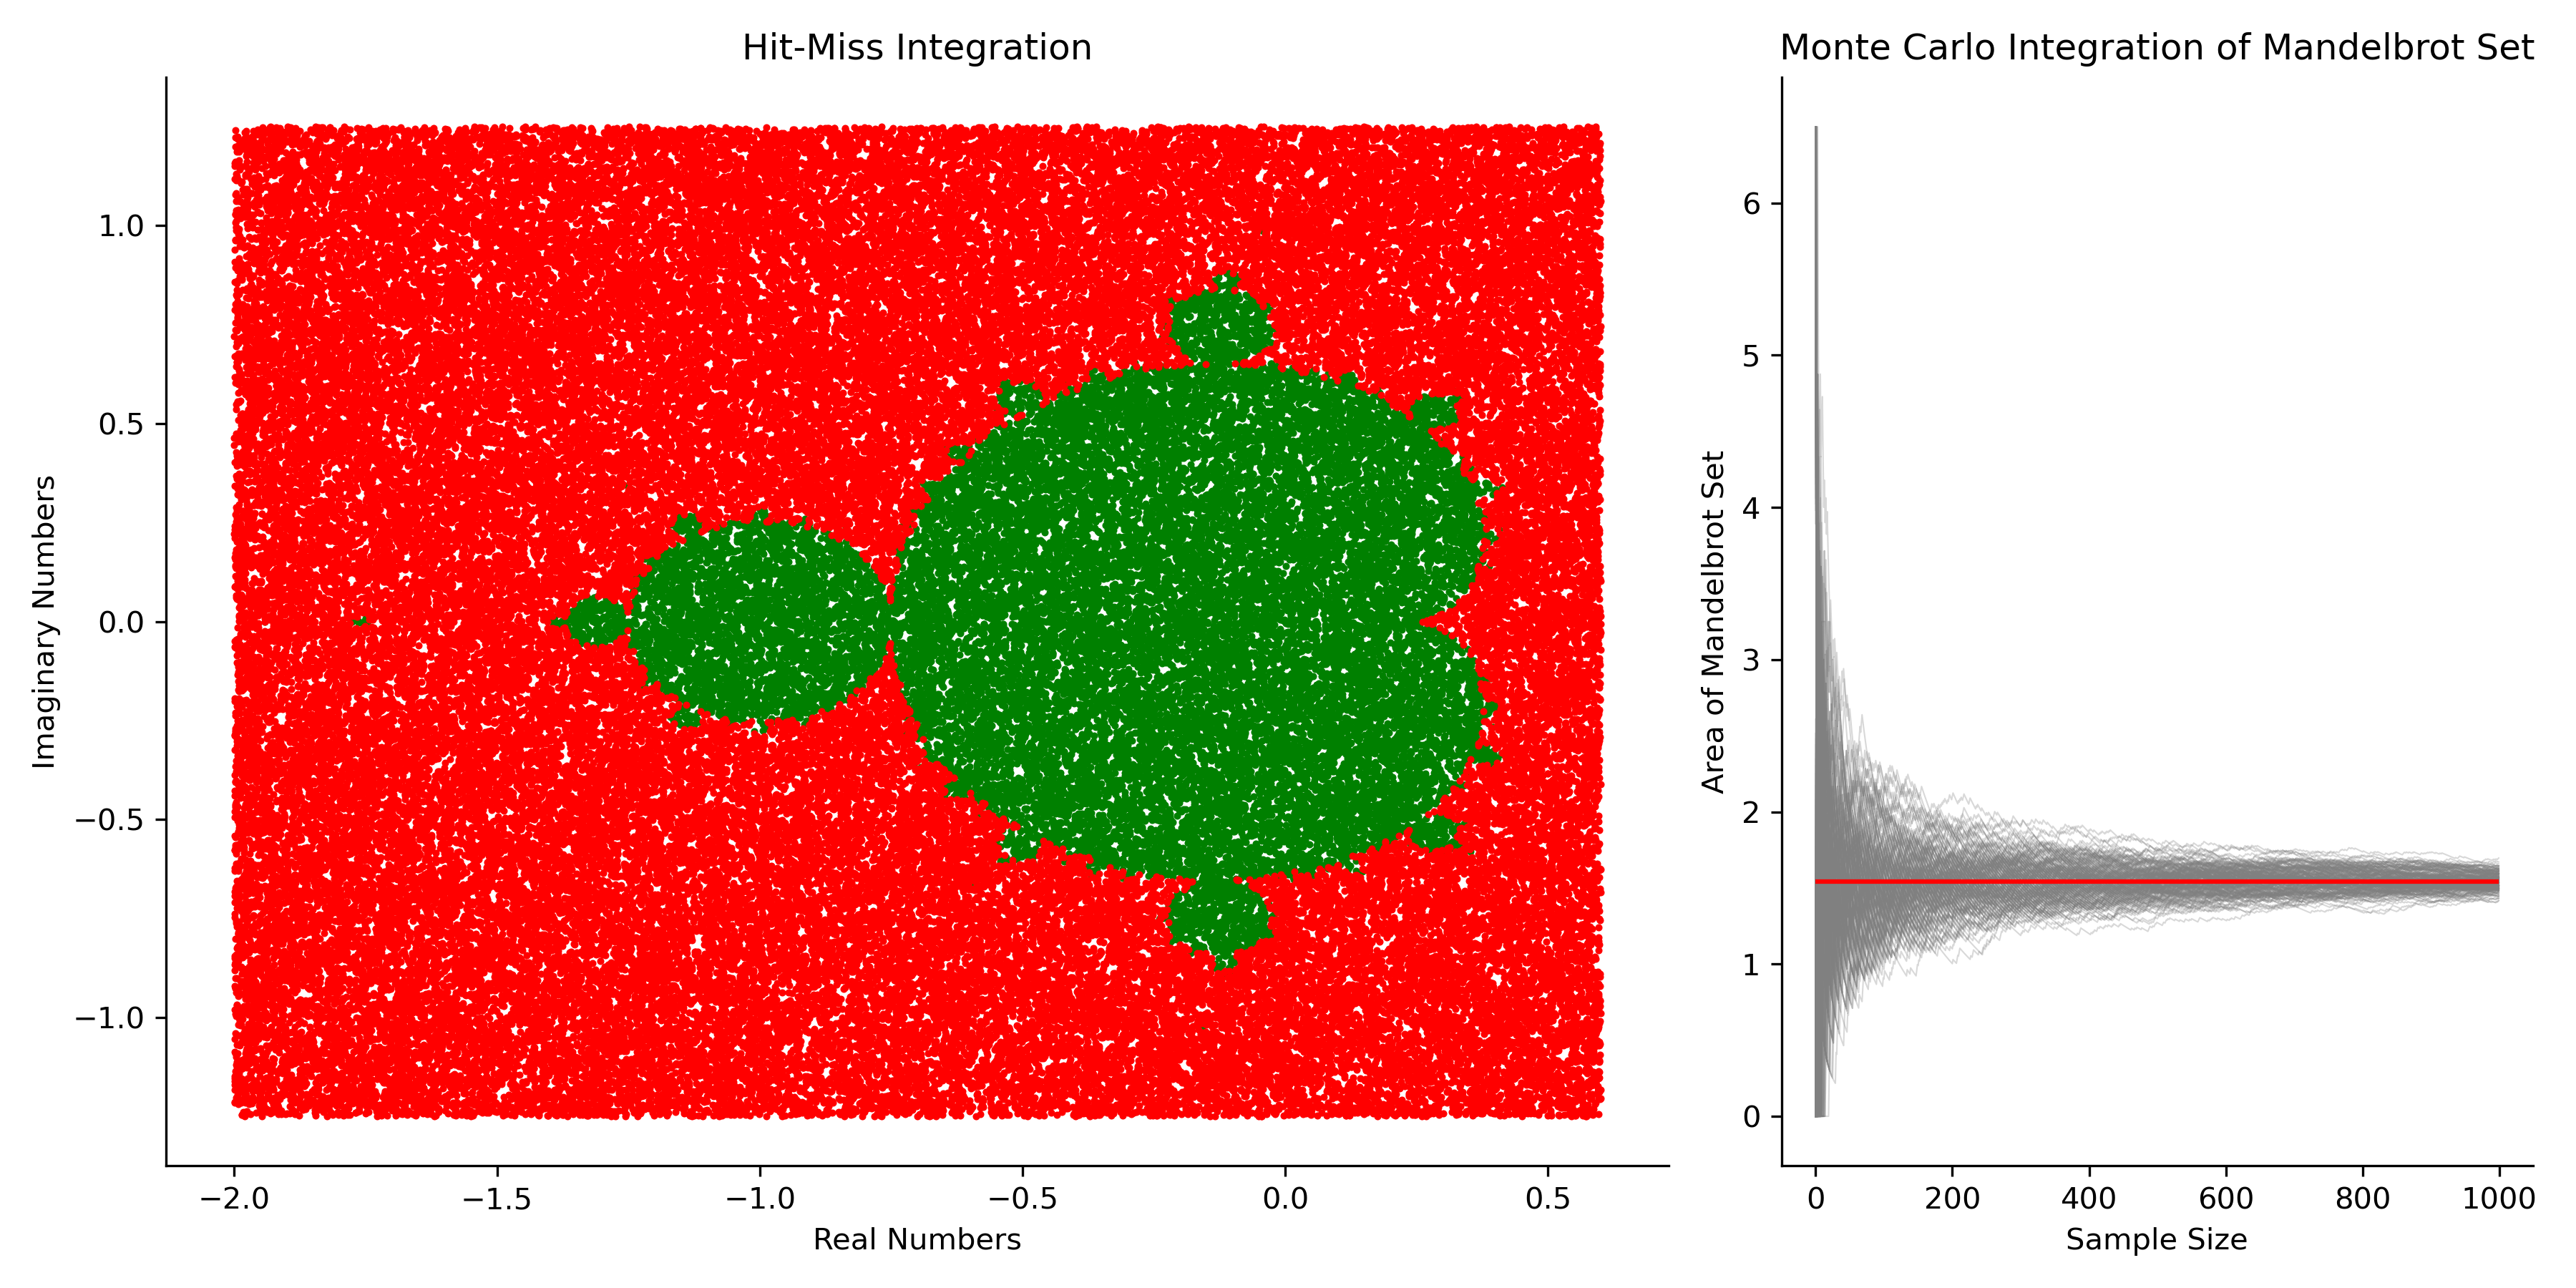 Hit-Miss Integration
Imaginary Numbers
1.0
0.5
0.0
−0.5
−1.0
−2.0 −1.5 −1.0 −0.5 0.0 0.5
Real Numbers
Monte Carlo Integration of Mandelbrot Set
Area of Mandelbrot Set
6
5
4
3
2
1
0
0 200 400 600 800 1000
Sample Size